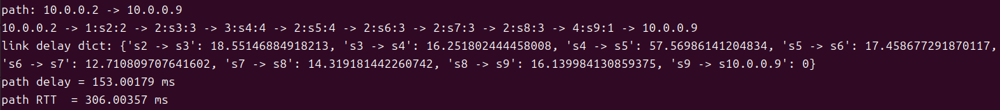 path: 10.0.0.2 -> 10.0.0.9
10.0.0.2 -> 1:s2:2 -> 2:s3:3 -> 3:s4:4 -> 2:s5:4 -> 2:s6:3 -> 2:s7:3 -> 2:s8:3 -> 4:s9:1 -> 10.0.0.9
link delay dict: {'s2 -> s3': 18.55146884918213, 's3 -> s4': 16.251802444458008, 's4 -> s5': 57.56986141204834, 's5 -> s6': 17.458677291870117,
's6 -> s7': 12.710809707641602, 's7 -> s8': 14.319181442260742, 's8 -> s9': 16.139984130859375, 's9 -> s10.0.0.9': 0}
path delay = 153.00179 ms
path RTT  = 306.00357 ms